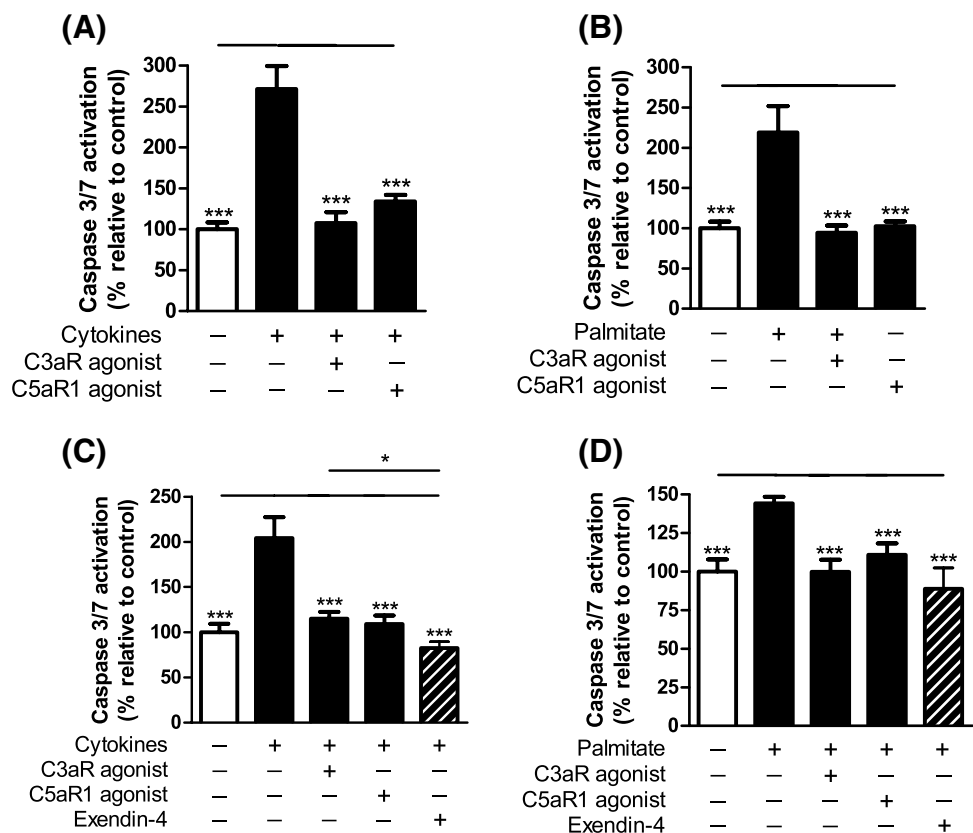 (A)
Caspase 3/7 activation
(% relative to control)
300
250
200
150
100
50
0
***
***
***
Cytokines – + + +
C3aR agonist – – + –
C5aR1 agonist – – – +
(B)
Caspase 3/7 activation
(% relative to control)
300
250
200
150
100
50
0
***
***
***
Palmitate – + + –
C3aR agonist – – + –
C5aR1 agonist – – – +
(C)
Caspase 3/7 activation
(% relative to control)
250
200
150
100
50
0
*
***
***
***
***
Cytokines – + + + +
C3aR agonist – – + – –
C5aR1 agonist – – – + –
Exendin-4 – – – – +
(D)
Caspase 3/7 activation
(% relative to control)
150
125
100
75
50
25
0
***
***
***
***
Palmitate – + + + +
C3aR agonist – – + – –
C5aR1 agonist – – – + –
Exendin-4 – – – – +